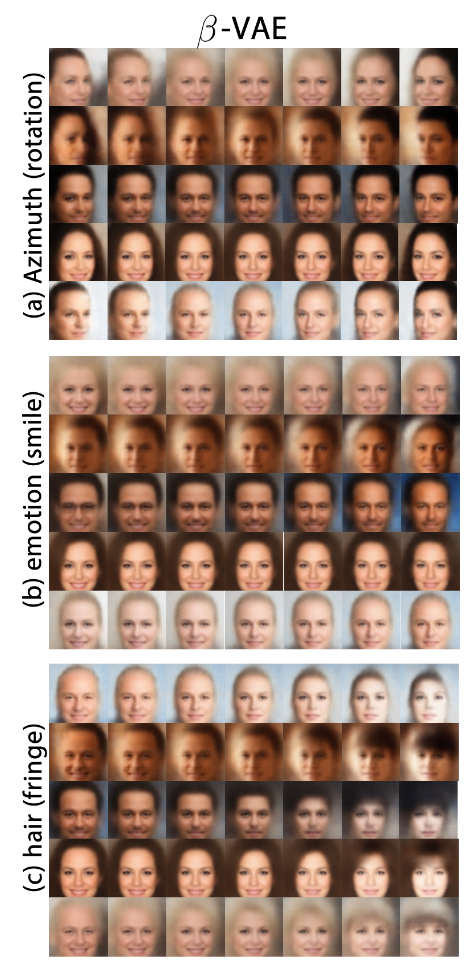 β-VAE
(a) Azimuth (rotation)
(b) emotion (smile)
(c) hair (fringe)